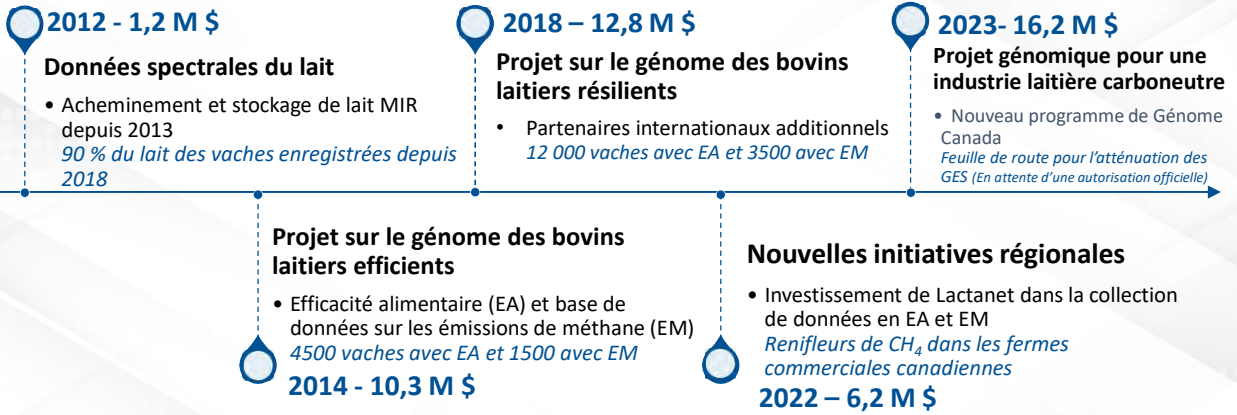 2012 - 1,2 M $
Données spectrales du lait
• Acheminement et stockage de lait MIR
depuis 2013
90 % du lait des vaches enregistrées depuis
2018
2018 – 12,8 M $
Projet sur le génome des bovins
laitiers résilients
• Partenaires internationaux additionnels
12 000 vaches avec EA et 3500 avec EM
2023- 16,2 M $
Projet génomique pour une
industrie laitière carboneutre
• Nouveau programme de Génome
Canada
Feuille de route pour l'atténuation des
GES (En attente d'une autorisation officielle)
Projet sur le génome des bovins
laitiers efficients
• Efficacité alimentaire (EA) et base de
données sur les émissions de méthane (EM)
4500 vaches avec EA et 1500 avec EM
2014 - 10,3 M $
Nouvelles initiatives régionales
• Investissement de Lactanet dans la collection
de données en EA et EM
Renifleurs de CH₄ dans les fermes
commerciales canadiennes
2022 – 6,2 M $